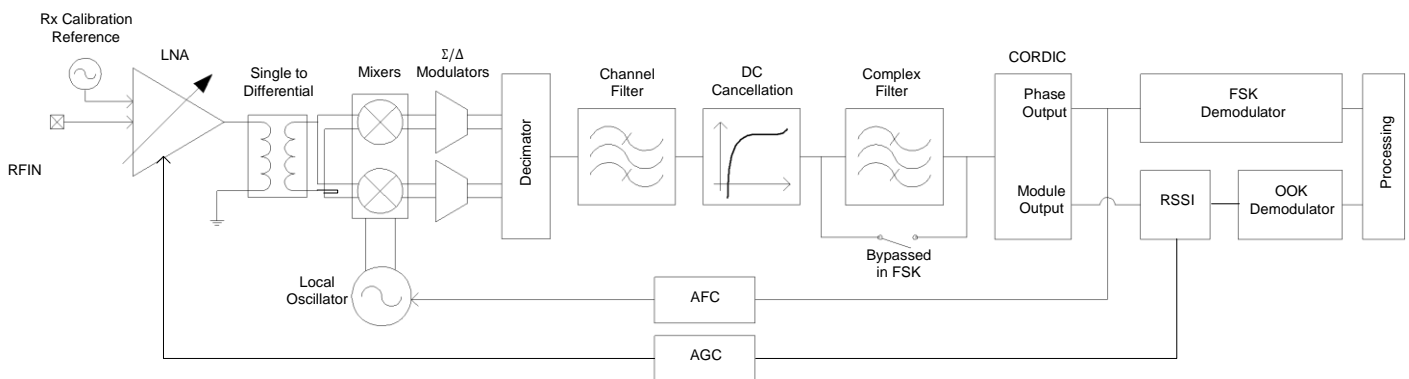 Rx Calibration
Reference
LNA
Single to
Differential
Mixers
Σ/Δ
Modulators
Decimator
Channel
Filter
DC
Cancellation
Complex
Filter
CORDIC
Phase
Output
FSK
Demodulator
Processing
RFIN
Module
Output
RSSI
OOK
Demodulator
Bypassed
in FSK
Local
Oscillator
AFC
AGC